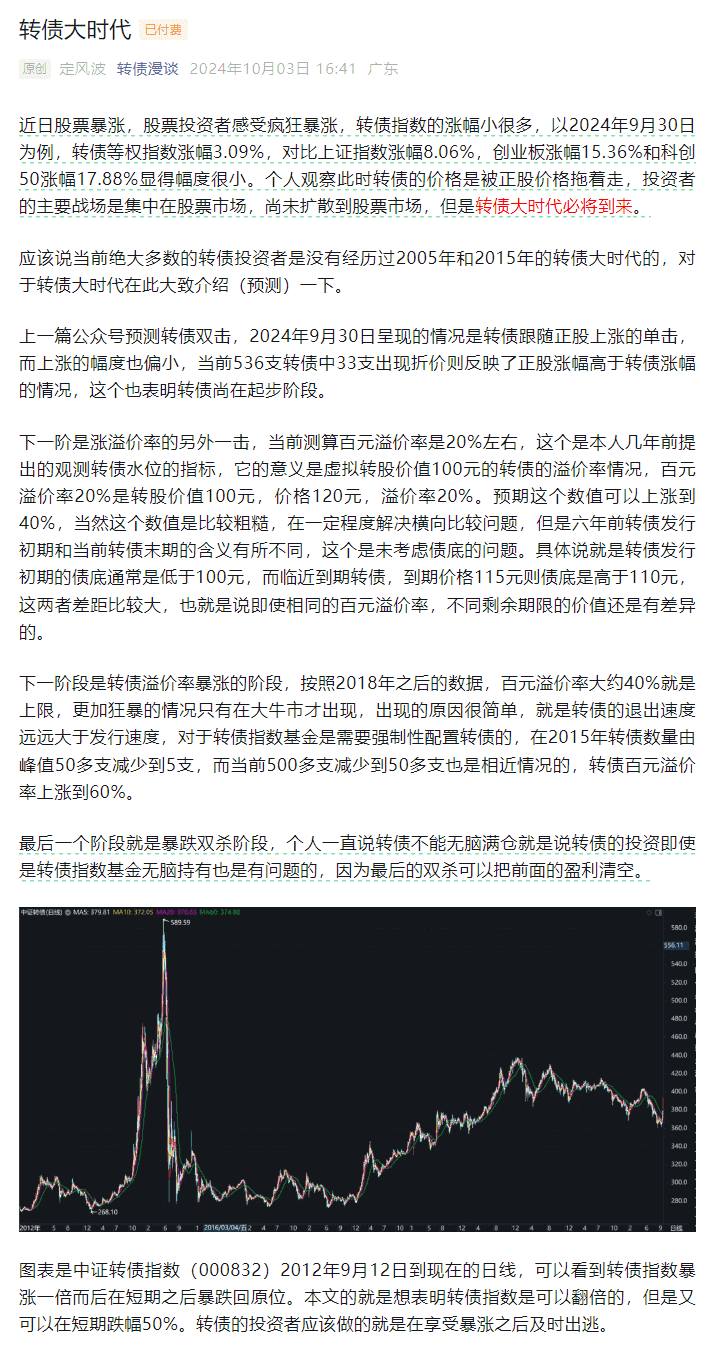 转债大时代 已付费
原创 定风波 转债漫谈 2024年10月03日 16:41 广东
近日股票暴涨，股票投资者感受疯狂暴涨，转债指数的涨幅小很多，以2024年9月30日
为例，转债等权指数涨幅3.09%，对比上证指数涨幅8.06%，创业板涨幅15.36%和科创
50涨幅17.88%显得幅度很小。个人观察此时转债的价格是被正股价格拖着走，投资者
的主要战场是集中在股票市场，尚未扩散到股票市场，但是转债大时代必将到来。
应该说当前绝大多数的转债投资者是没有经历过2005年和2015年的转债大时代的，对
于转债大时代在此大致介绍（预测）一下。
上一篇公众号预测转债双击，2024年9月30日呈现的情况是转债跟随正股上涨的单击，
而上涨的幅度也偏小，当前536支转债中33支出现折价则反映了正股涨幅高于转债涨幅
的情况，这个也表明转债尚在起步阶段。
下一阶是涨溢价率的另外一击，当前测算百元溢价率是20%左右，这个是本人几年前提
出的观测转债水位的指标，它的意义是虚拟转股价值100元的转债的溢价率情况，百元
溢价率20%是转股价值100元，价格120元，溢价率20%。预期这个数值可以上涨到
40%，当然这个数值是比较粗糙，在一定程度解决横向比较问题，但是六年前转债发行
初期和当前转债末期的含义有所不同，这个是未考虑债底的问题。具体说就是转债发行
初期的债底通常是低于100元，而临近到期转债，到期价格115元则债底是高于110元，
这两者差距比较大，也就是说即使相同的百元溢价率，不同剩余期限的价值还是有差异
的。
下一阶段是转债溢价率暴涨的阶段，按照2018年之后的数据，百元溢价率大约40%就是
上限，更加狂暴的情况只有在大牛市才出现，出现的原因很简单，就是转债的退出速度
远远大于发行速度，对于转债指数基金是需要强制性配置转债的，在2015年转债数量由
峰值50多支减少到5支，而当前500多支减少到50多支也是相近情况的，转债百元溢价
率上涨到60%。
最后一个阶段就是暴跌双杀阶段，个人一直说转债不能无脑满仓就是说转债的投资即使
是转债指数基金无脑持有也是有问题的，因为最后的双杀可以把前面的盈利清空。
中证转债(日线) MA5: 379.81 MA10: 372.05 MA20: 370.63 MA60: 374.80
589.59
580.0
556.11
540.0
520.0
500.0
480.0
460.0
440.0
420.0
400.0
380.0
360.0
340.0
320.0
300.0
280.0
268.10
2012年 5 6 8 12 4 7 10 2 6 9 1 2016/03/04/五 2 4 7 10 1 2 6 9 12 4 7 10 2 4 7 10 1 5 8 11 2 4 8 12 4 8 12 4 7 10 2 6 9 日线
图表是中证转债指数（000832）2012年9月12日到现在的日线，可以看到转债指数暴
涨一倍而后在短期之后暴跌回原位。本文的就是想表明转债指数是可以翻倍的，但是又
可以在短期跌幅50%。转债的投资者应该做的就是在享受暴涨之后及时出逃。